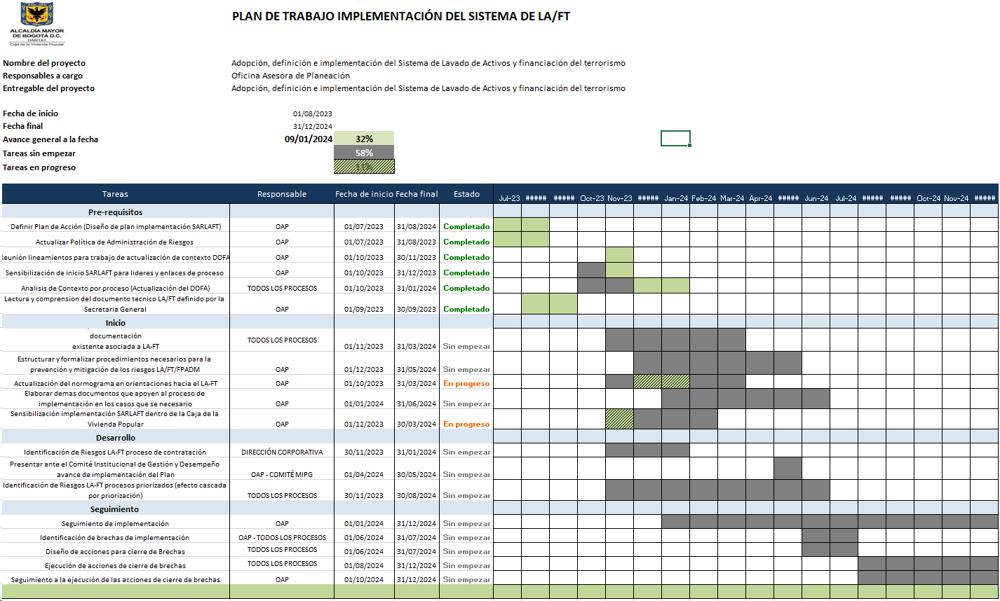 PLAN DE TRABAJO IMPLEMENTACIÓN DEL SISTEMA DE LA/FT
ALCALDÍA MAYOR
DE BOGOTÁ D.C.
HÁBITAT
Caja de la Vivienda Popular
Nombre del proyecto Adopción, definición e implementación del Sistema de Lavado de Activos y financiación del terrorismo
Responsables a cargo Oficina Asesora de Planeación
Entregable del proyecto Adopción, definición e implementación del Sistema de Lavado de Activos y financiación del terrorismo
Fecha de inicio 01/08/2023
Fecha final 31/12/2024
Avance general a la fecha 09/01/2024 32%
Tareas sin empezar 58%
Tareas en progreso 11%
Tareas Responsable Fecha de inicio Fecha final Estado Jul-23 ##### ##### Oct-23 Nov-23 ##### Jan-24 Feb-24 Mar-24 Apr-24 ##### Jun-24 Jul-24 ##### ##### Oct-24 Nov-24 #####
Pre-requisitos
Definir Plan de Acción (Diseño de plan implementación SARLAFT) OAP 01/07/2023 31/08/2024 Completado
Actualizar Política de Administración de Riesgos OAP 01/07/2023 31/08/2023 Completado
Reunión lineamientos para trabajo de actualización de contexto DOFA OAP 01/10/2023 30/11/2023 Completado
Sensibilización de inicio SARLAFT para lideres y enlaces de proceso OAP 01/10/2023 31/12/2023 Completado
Analisis de Contexto por proceso (Actualización del DOFA) TODOS LOS PROCESOS 01/10/2023 31/01/2024 Completado
Lectura y comprension del documento tecnico LA/FT definido por la
Secretaria General OAP 01/09/2023 30/09/2023 Completado
Inicio
documentación
existente asociada a LA-FT TODOS LOS PROCESOS 01/11/2023 31/03/2024 Sin empezar
Estructurar y formalizar procedimientos necesarios para la
prevención y mitigación de los riesgos LA/FT/FPADM OAP 01/12/2023 31/05/2024 Sin empezar
Actualización del normograma en orientaciones hacia el LA-FT OAP 01/10/2023 31/03/2024 En progreso
Elaborar demas documentos que apoyen al proceso de
implementación en los casos que se necesario OAP 01/01/2024 31/06/2024 Sin empezar
Sensibilización implementación SARLAFT dentro de la Caja de la
Vivienda Popular OAP 01/12/2023 30/03/2024 En progreso
Desarrollo
Identificación de Riesgos LA-FT proceso de contratación DIRECCIÓN CORPORATIVA 30/11/2023 31/01/2024 Sin empezar
Presentar ante el Comité Institucional de Gestión y Desempeño
avance de implementación del Plan OAP - COMITÉ MIPG 01/04/2024 30/05/2024 Sin empezar
Identificación de Riesgos LA-FT procesos priorizados (efecto cascada
por priorización) TODOS LOS PROCESOS 30/11/2023 30/08/2024 Sin empezar
Seguimiento
Seguimiento de implementación OAP 01/01/2024 31/12/2024 Sin empezar
Identificación de brechas de implementación OAP - TODOS LOS PROCESOS 01/06/2024 31/07/2024 Sin empezar
Diseño de acciones para cierre de Brechas TODOS LOS PROCESOS 01/06/2024 31/07/2024 Sin empezar
Ejecución de acciones de cierre de brechas TODOS LOS PROCESOS 01/08/2024 31/12/2024 Sin empezar
Seguimiento a la ejecución de las acciones de cierre de brechas OAP 01/10/2024 31/12/2024 Sin empezar